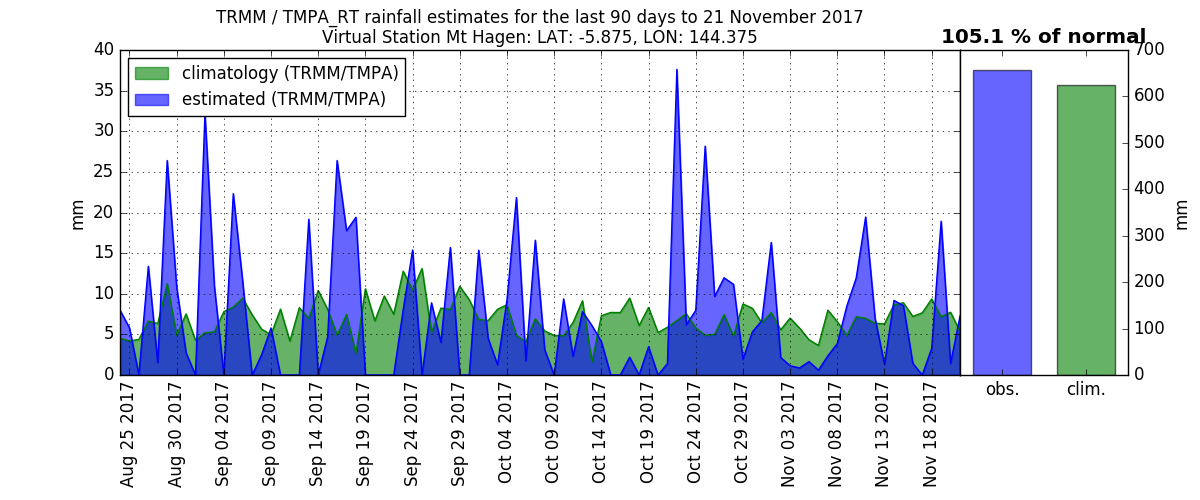 TRMM / TMPA_RT rainfall estimates for the last 90 days to 21 November 2017
Virtual Station Mt Hagen: LAT: -5.875, LON: 144.375
105.1 % of normal
climatology (TRMM/TMPA)
estimated (TRMM/TMPA)
40
35
30
25
20
15
10
5
0
mm
700
600
500
400
300
200
100
0
mm
obs.
clim.
Aug 25 2017
Aug 30 2017
Sep 04 2017
Sep 09 2017
Sep 14 2017
Sep 19 2017
Sep 24 2017
Sep 29 2017
Oct 04 2017
Oct 09 2017
Oct 14 2017
Oct 19 2017
Oct 24 2017
Oct 29 2017
Nov 03 2017
Nov 08 2017
Nov 13 2017
Nov 18 2017